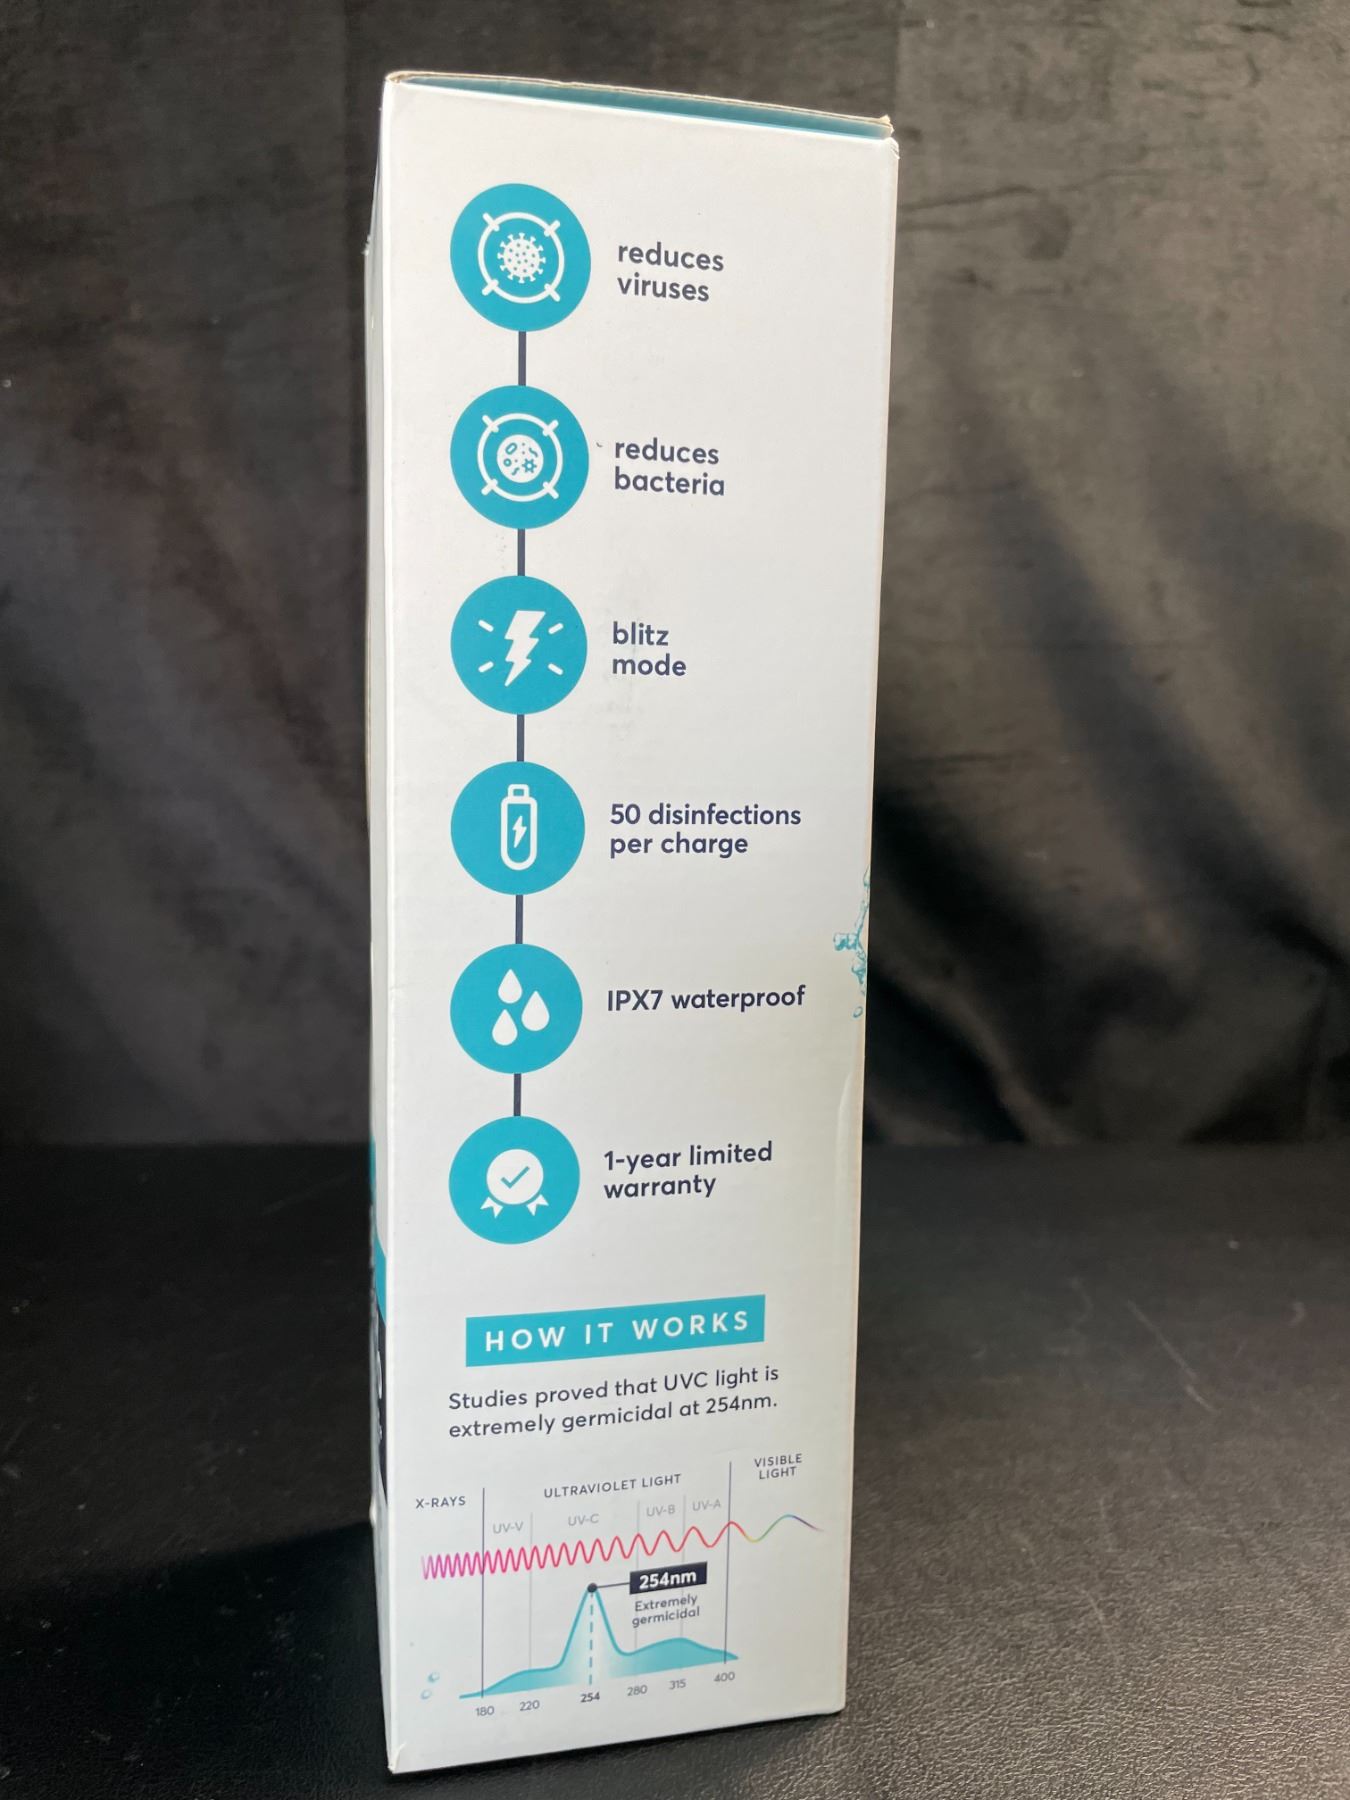 reduces
viruses
reduces
bacteria
blitz
mode
50 disinfections
per charge
IPX7 waterproof
1-year limited
warranty
HOW IT WORKS
Studies proved that UVC light is
extremely germicidal at 254nm.
X-RAYS
ULTRAVIOLET LIGHT
VISIBLE
LIGHT
UV-V
UV-C
UV-B
UV-A
254nm
Extremely
germicidal
180
220
254
280
315
400